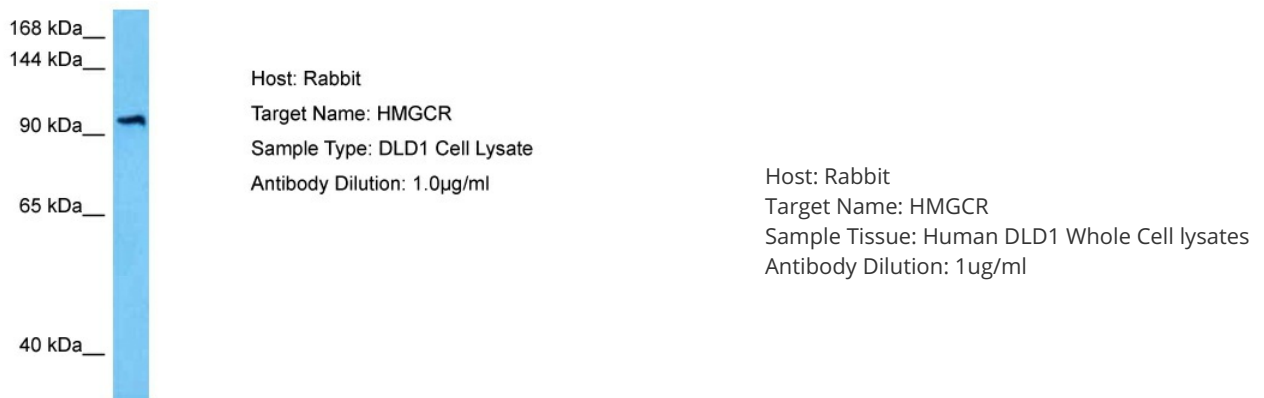 168 kDa__
144 kDa__
90 kDa__
65 kDa__
40 kDa__
Host: Rabbit
Target Name: HMGCR
Sample Type: DLD1 Cell Lysate
Antibody Dilution: 1.0µg/ml
Host: Rabbit
Target Name: HMGCR
Sample Tissue: Human DLD1 Whole Cell lysates
Antibody Dilution: 1ug/ml